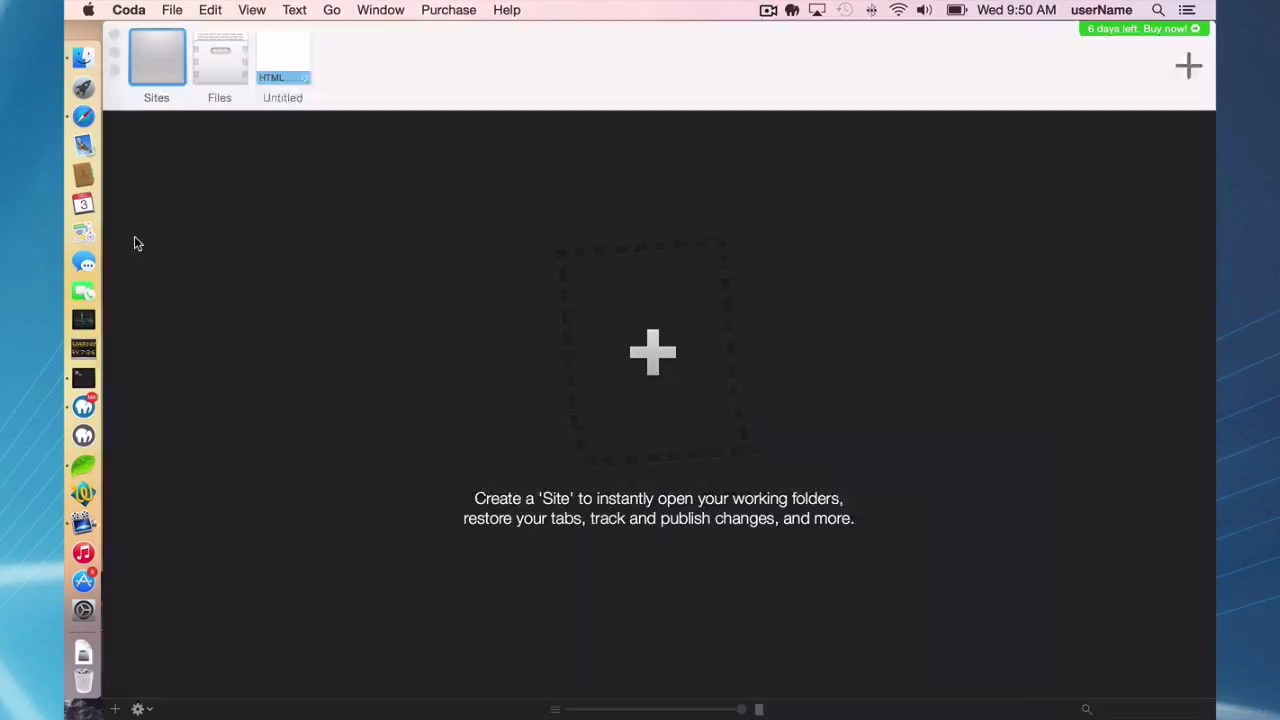 Coda File Edit View Text Go Window Purchase Help Wed 9:50 AM userName
6 days left. Buy now!
HTML
Sites Files Untitled
3
Create a 'Site' to instantly open your working folders,
restore your tabs, track and publish changes, and more.